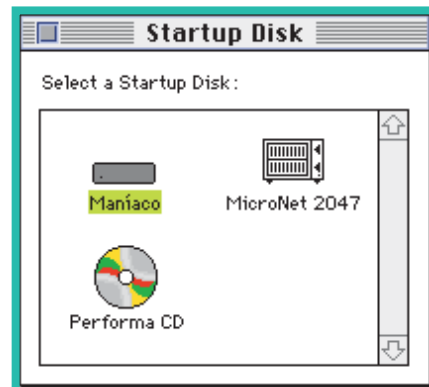 Startup Disk
Select a Startup Disk:
Maníaco
MicroNet 2047
Performa CD